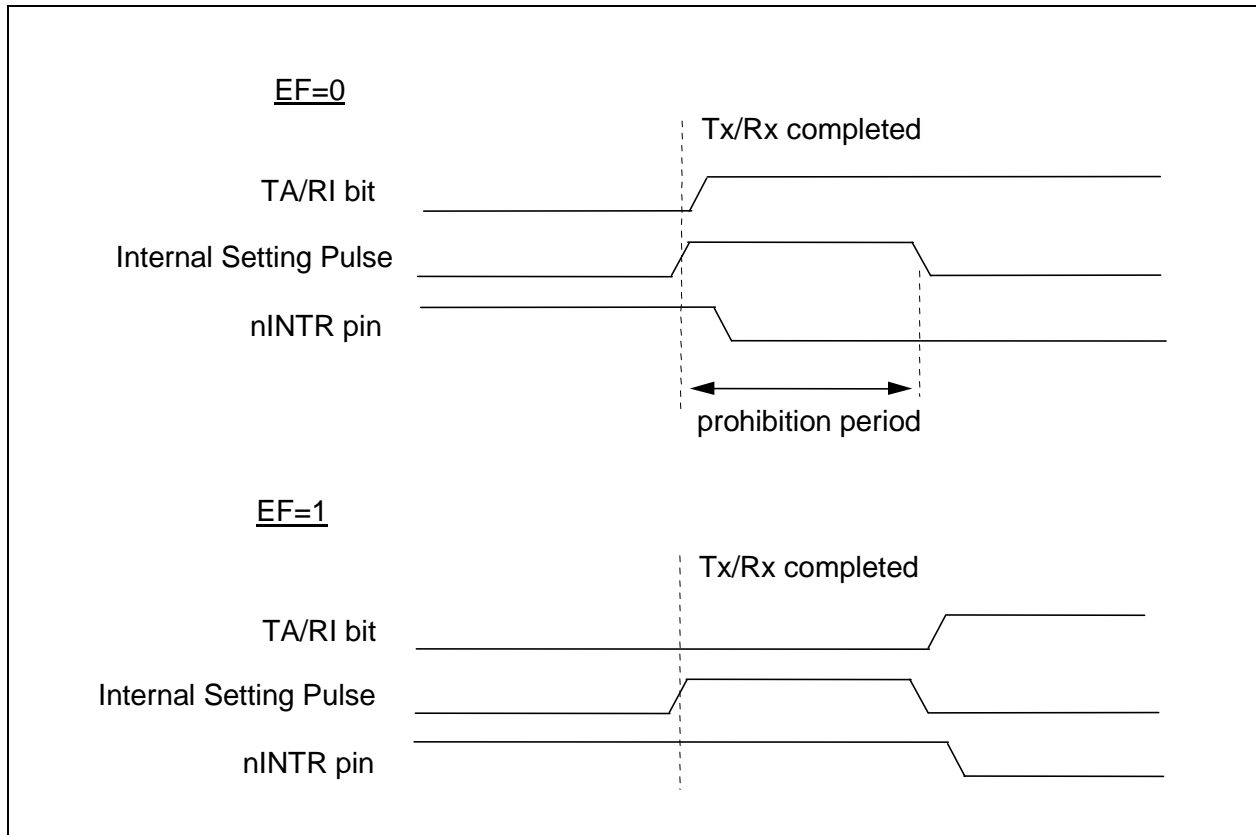 EF=0
Tx/Rx completed
TA/RI bit
Internal Setting Pulse
nINTR pin
prohibition period
EF=1
Tx/Rx completed
TA/RI bit
Internal Setting Pulse
nINTR pin